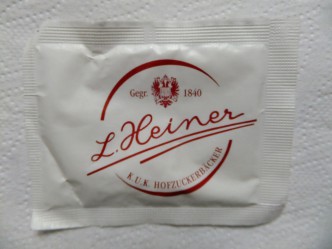 Gegr. 1840
L. Heiner
K.U.K. HOFZUCKERBÄCKER